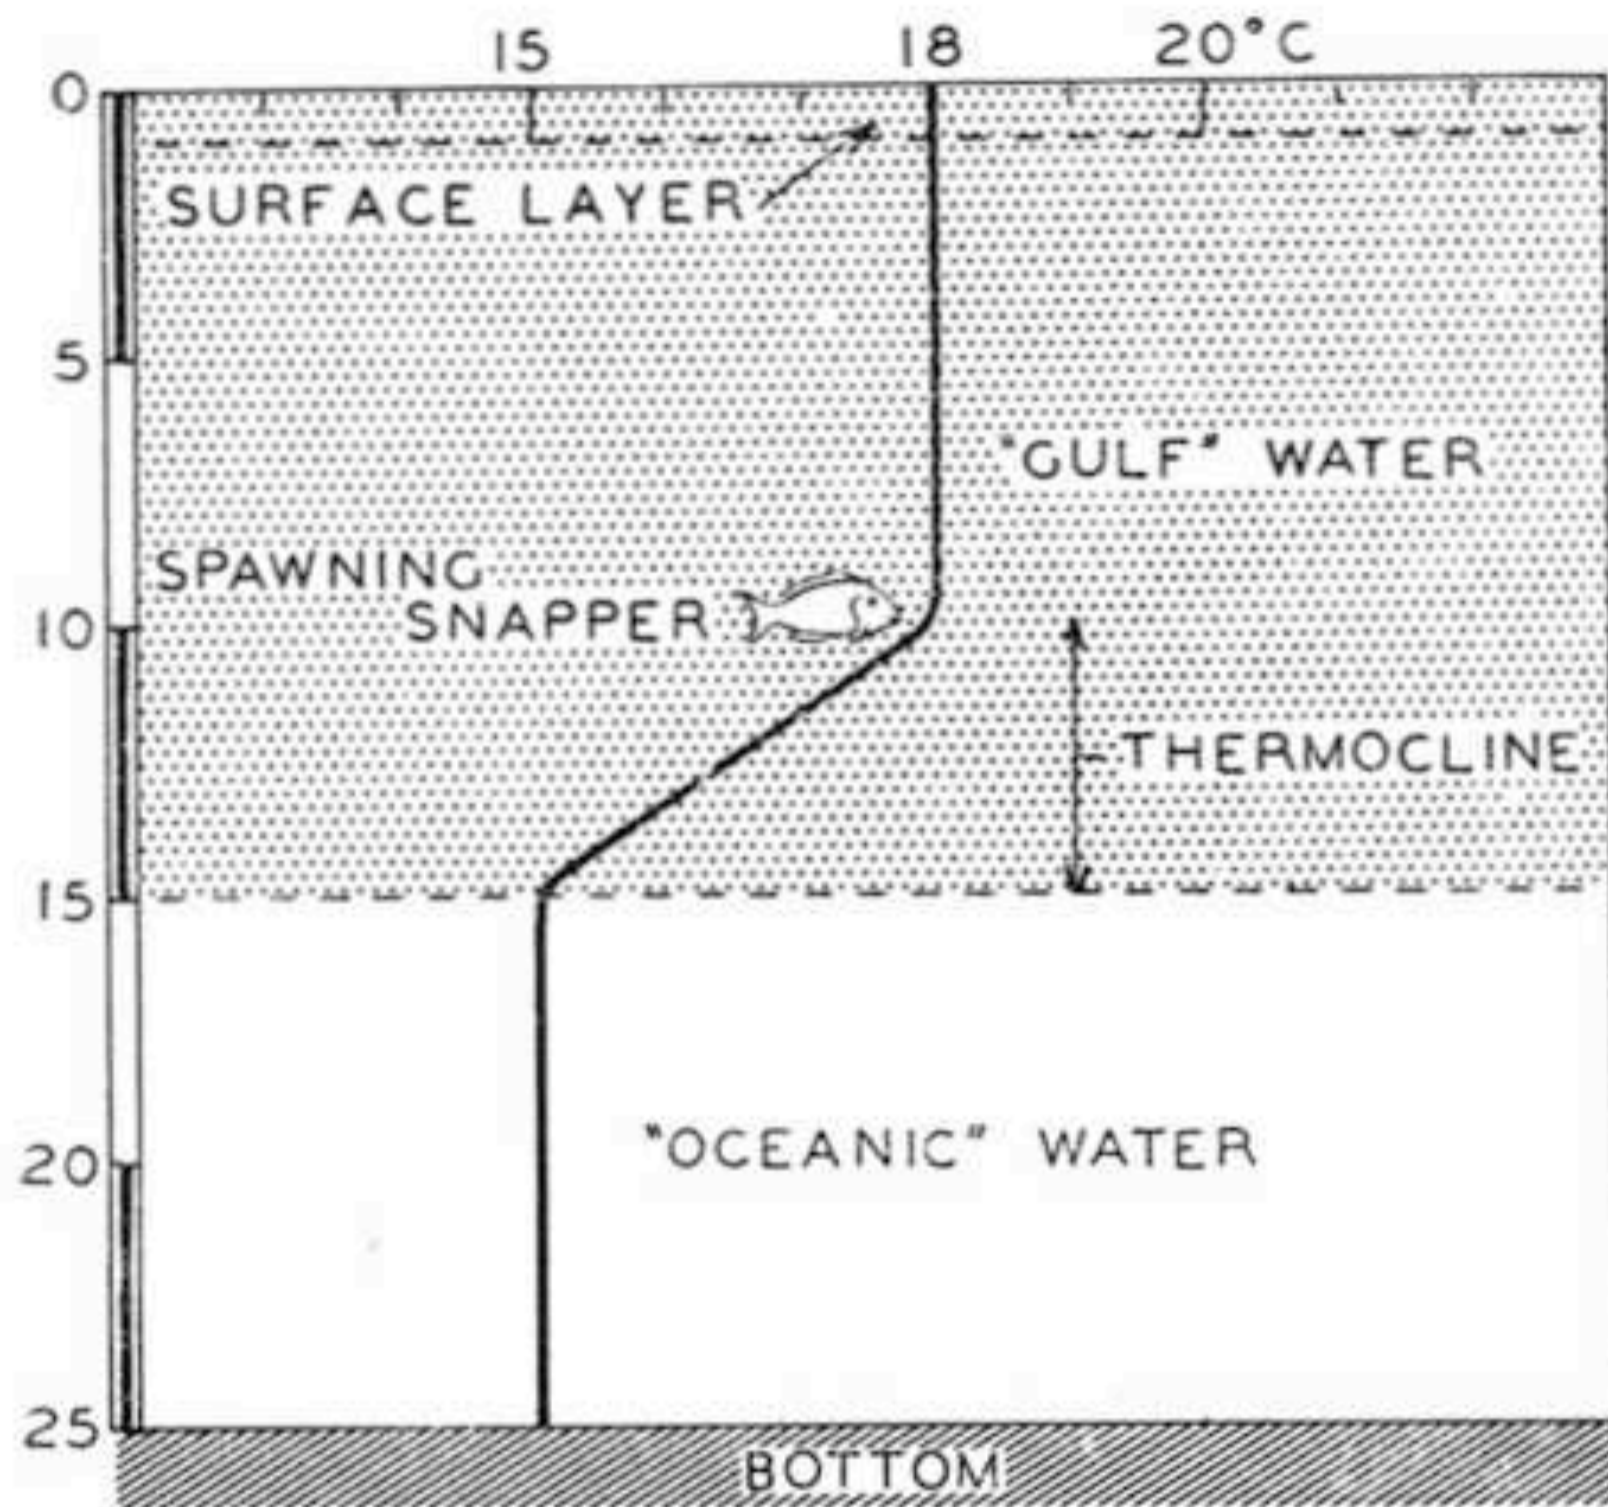 15 18 20°C
0
SURFACE LAYER
5
"GULF" WATER
SPAWNING
SNAPPER
10
THERMOCLINE
15
"OCEANIC" WATER
20
25
BOTTOM